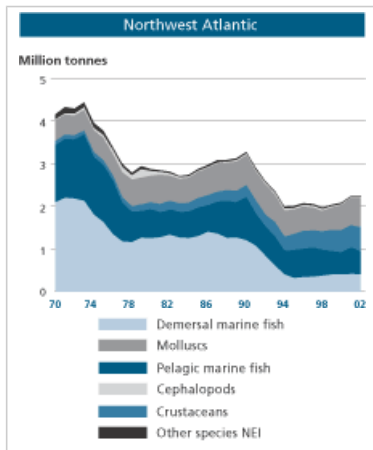 Northwest Atlantic
Million tonnes
5
4
3
2
1
0
70 74 78 82 86 90 94 98 02
Demersal marine fish
Molluscs
Pelagic marine fish
Cephalopods
Crustaceans
Other species NEI